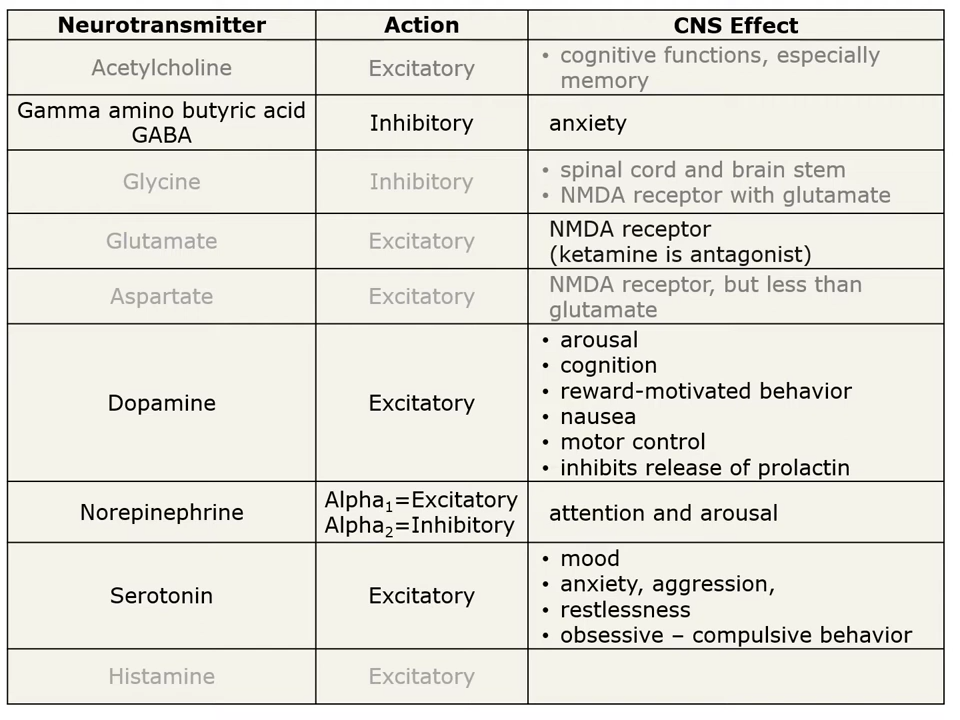 Neurotransmitter Action CNS Effect
Acetylcholine Excitatory • cognitive functions, especially
memory
Gamma amino butyric acid
GABA Inhibitory anxiety
Glycine Inhibitory • spinal cord and brain stem
• NMDA receptor with glutamate
Glutamate Excitatory NMDA receptor
(ketamine is antagonist)
Aspartate Excitatory NMDA receptor, but less than
glutamate
Dopamine Excitatory • arousal
• cognition
• reward-motivated behavior
• nausea
• motor control
• inhibits release of prolactin
Norepinephrine Alpha₁=Excitatory
Alpha₂=Inhibitory attention and arousal
Serotonin Excitatory • mood
• anxiety, aggression,
• restlessness
• obsessive – compulsive behavior
Histamine Excitatory